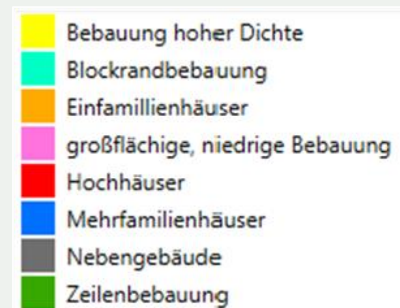 Bebauung hoher Dichte
Blockrandbebauung
Einfamillienhäuser
großflächige, niedrige Bebauung
Hochhäuser
Mehrfamilienhäuser
Nebengebäude
Zeilenbebauung